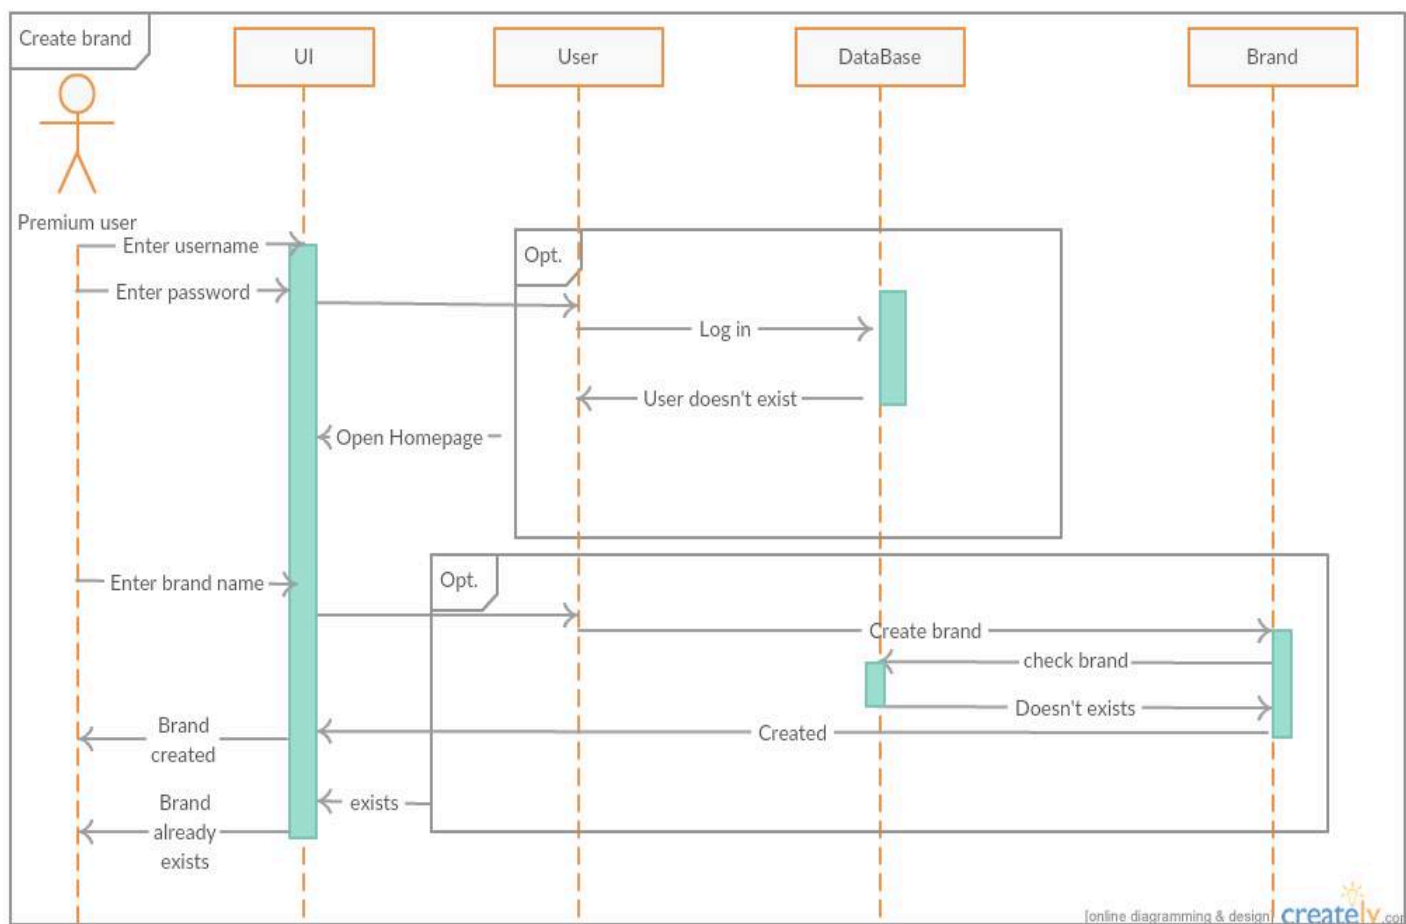 Create brand
UI
User
DataBase
Brand
Premium user
Enter username
Opt.
Enter password
Log in
User doesn't exist
Open Homepage
Enter brand name
Opt.
Create brand
check brand
Doesn't exists
Brand
created
Created
Brand
already
exists
exists
[online diagramming & design] creately.com